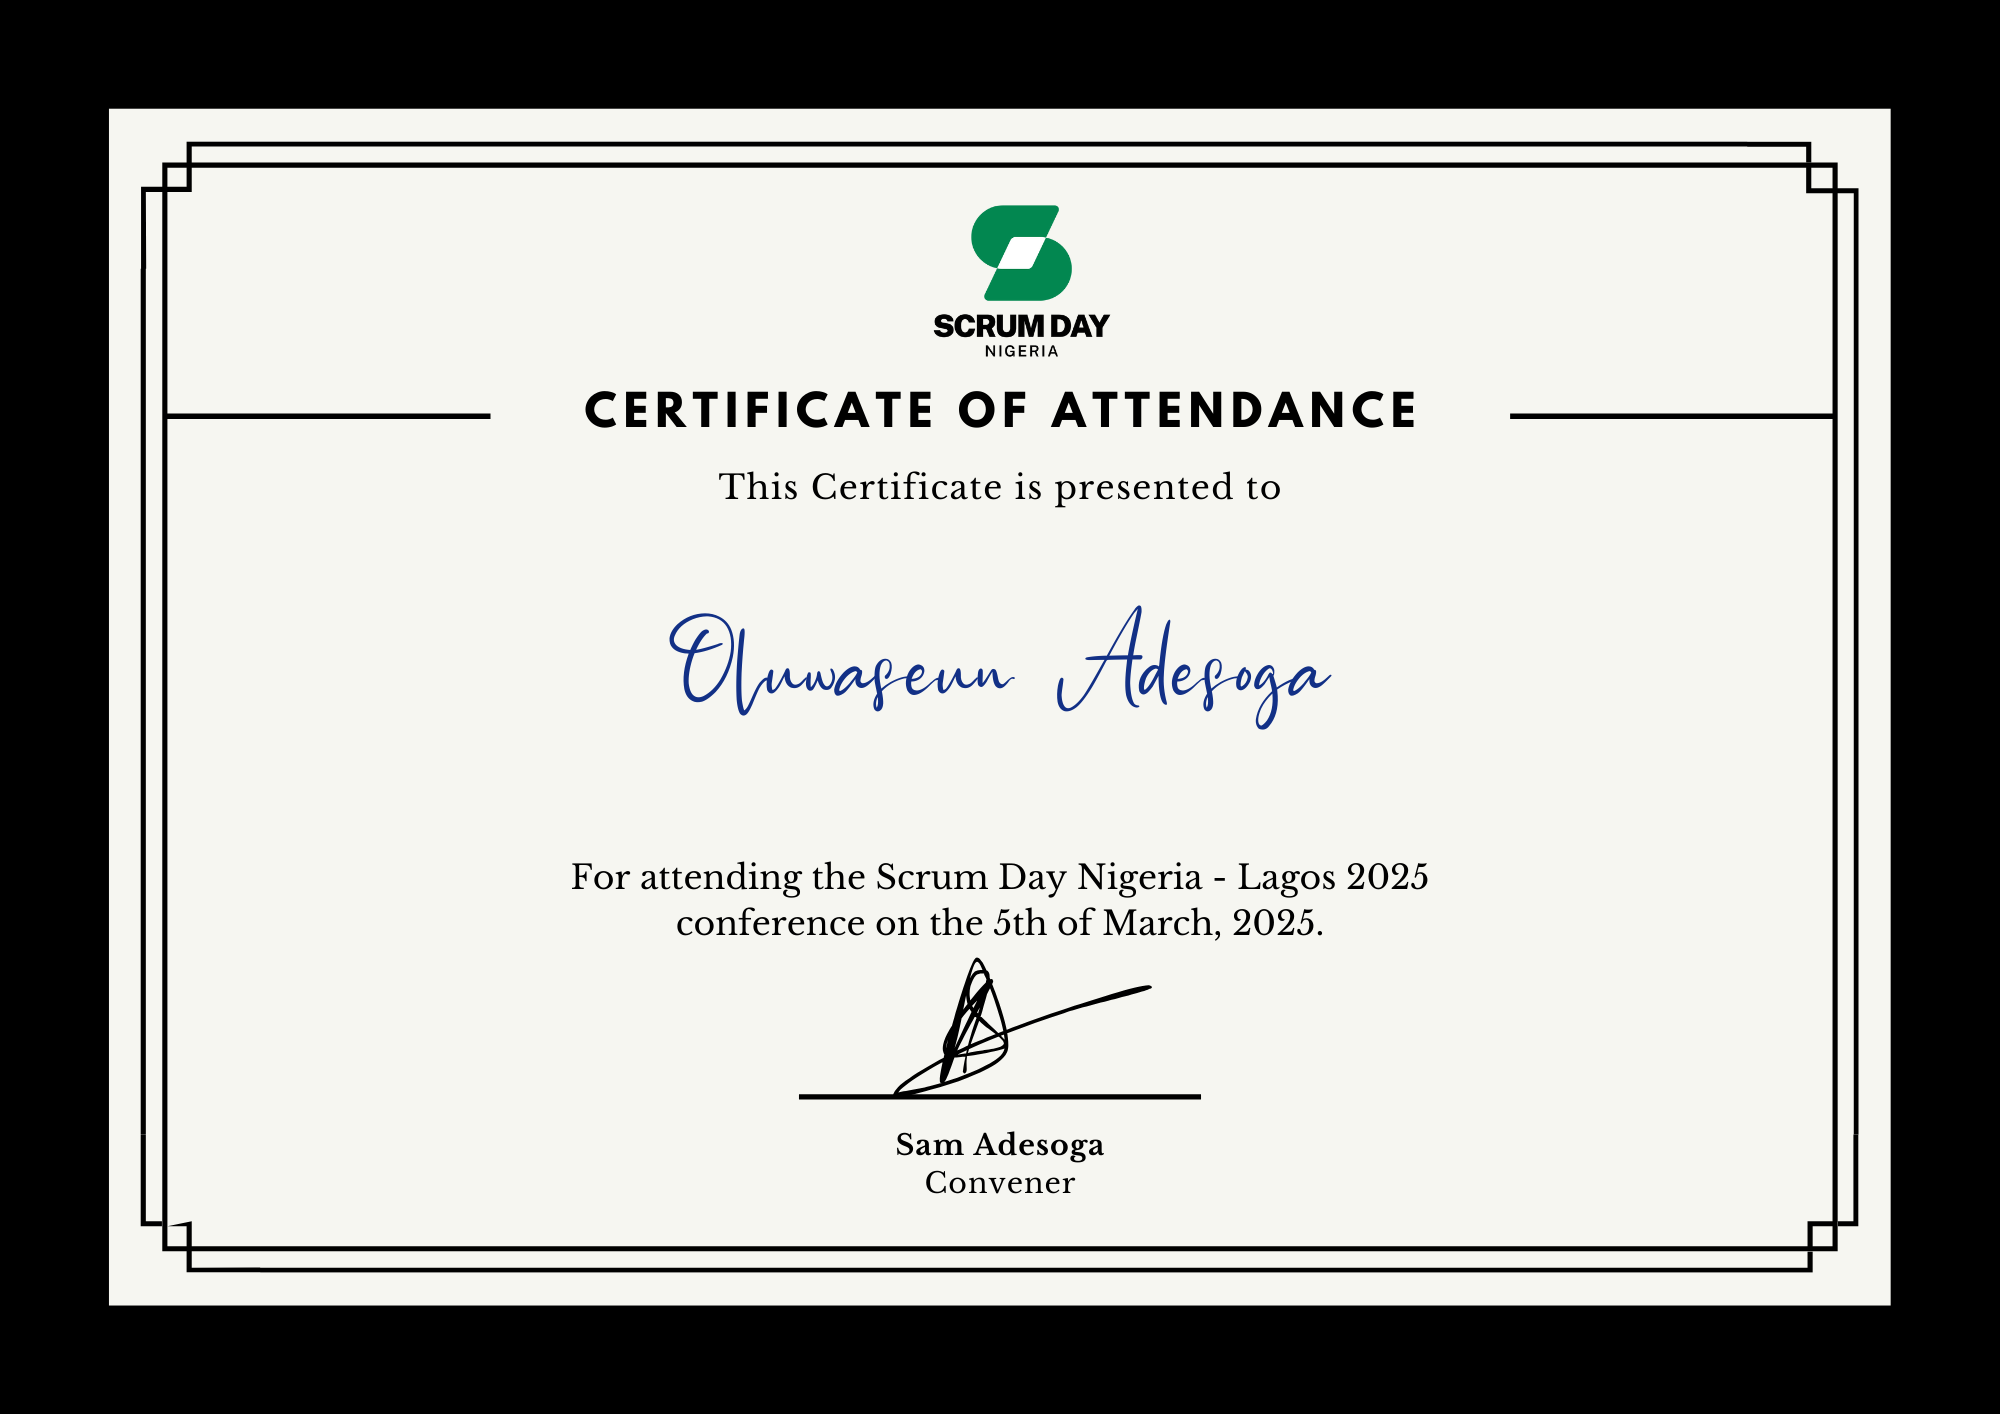 SCRUM DAY
NIGERIA
CERTIFICATE OF ATTENDANCE
This Certificate is presented to
Oluwaseun Adesoga
For attending the Scrum Day Nigeria - Lagos 2025
conference on the 5th of March, 2025.
Sam Adesoga
Convener